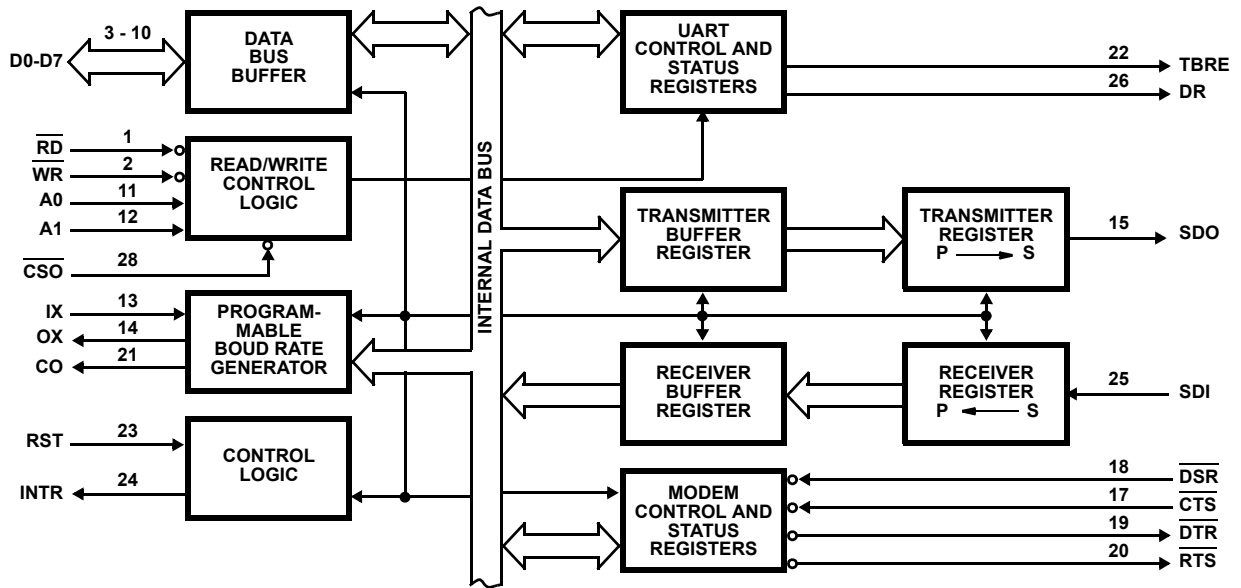 D0-D7
3 - 10
DATA
BUS
BUFFER
RD
1
WR
2
A0
11
A1
12
READ/WRITE
CONTROL
LOGIC
CSO
28
IX
13
OX
14
CO
21
PROGRAM-
MABLE
BOUD RATE
GENERATOR
RST
23
INTR
24
CONTROL
LOGIC
INTERNAL DATA BUS
UART
CONTROL AND
STATUS
REGISTERS
22
TBRE
26
DR
TRANSMITTER
BUFFER
REGISTER
TRANSMITTER
REGISTER
P S
15
SDO
RECEIVER
BUFFER
REGISTER
RECEIVER
REGISTER
P S
25
SDI
MODEM
CONTROL AND
STATUS
REGISTERS
18
DSR
17
CTS
19
DTR
20
RTS